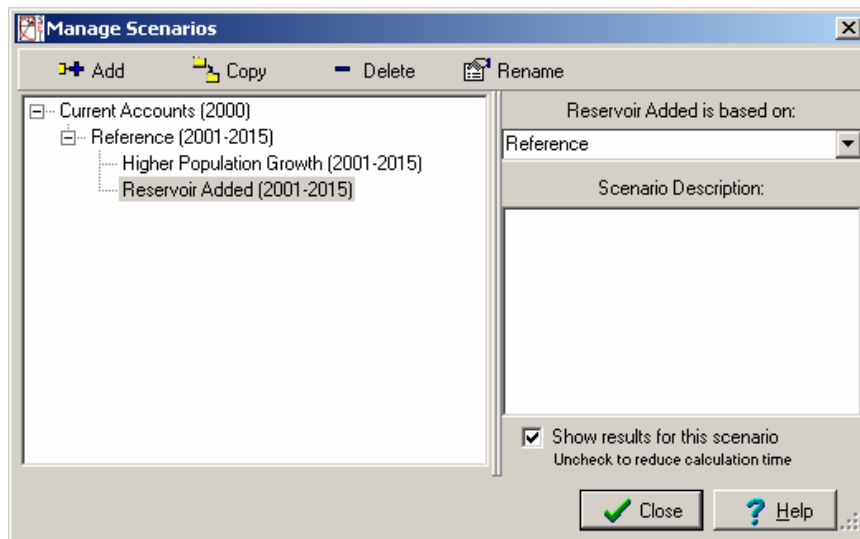 Manage Scenarios
Add
Copy
Delete
Rename
Current Accounts (2000)
Reference (2001-2015)
Higher Population Growth (2001-2015)
Reservoir Added (2001-2015)
Reservoir Added is based on:
Reference
Scenario Description:
Show results for this scenario
Uncheck to reduce calculation time
Close
Help